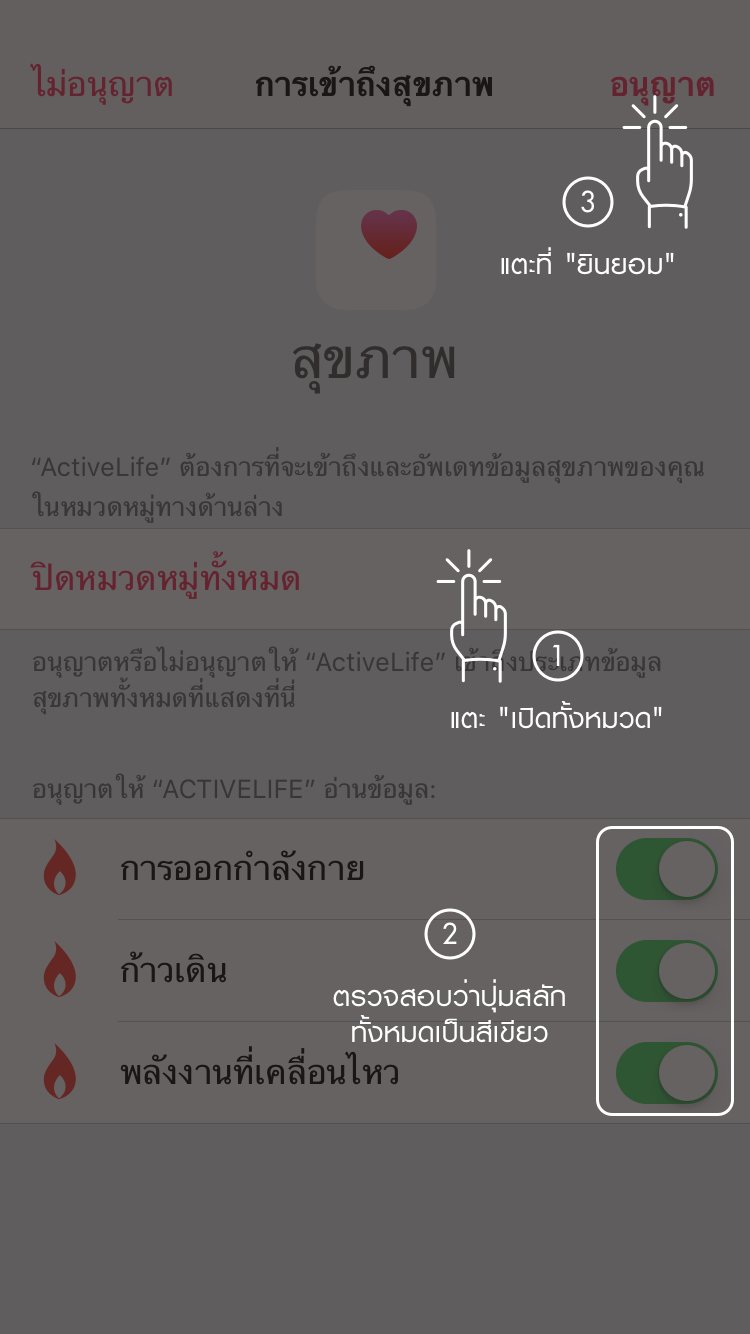 ไม่อนุญาต การเข้าถึงสุขภาพ อนุญาต
3
แตะที่ "ยินยอม"
สุขภาพ
“ActiveLife” ต้องการที่จะเข้าถึงและอัพเดทข้อมูลสุขภาพของคุณ
ในหมวดหมู่ทางด้านล่าง
ปิดหมวดหมู่ทั้งหมด
อนุญาตหรือไม่อนุญาตให้ “ActiveLife” เข้าถึงประเภทข้อมูล
สุขภาพทั้งหมดที่แสดงที่นี่
1
แตะ "เปิดทั้งหมวด"
อนุญาตให้ “ACTIVELIFE” อ่านข้อมูล:
การออกกำลังกาย
2
ก้าวเดิน
ตรวจสอบว่าปุ่มสลัก
ทั้งหมดเป็นสีเขียว
พลังงานที่เคลื่อนไหว